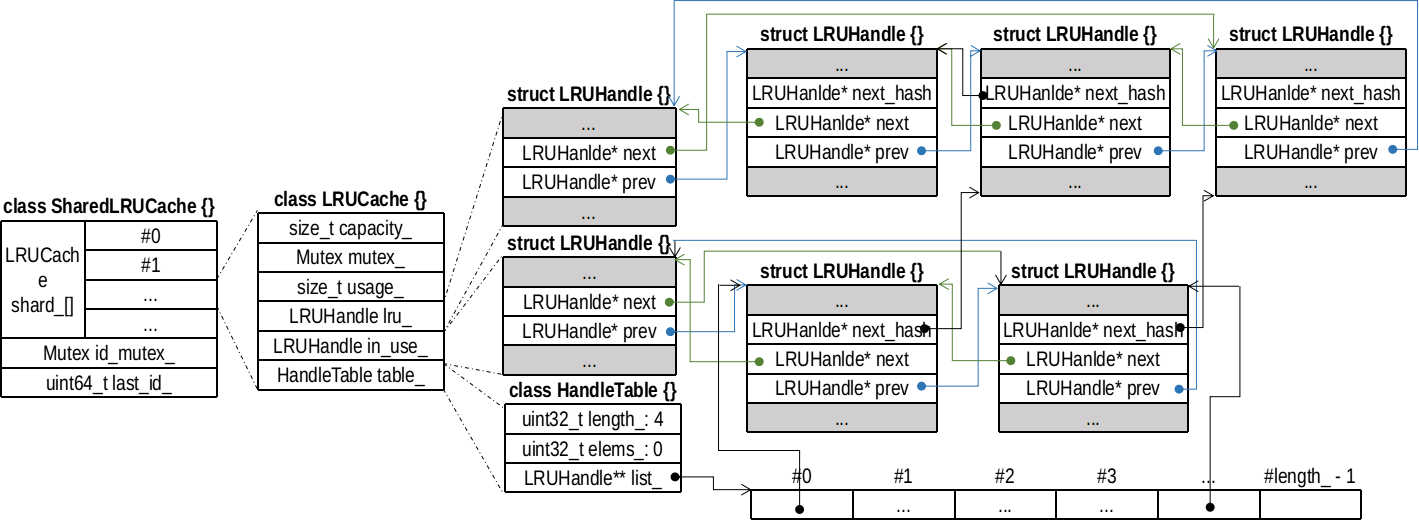 class SharedLRUCache {}
LRUCach
e
shard_[]
#0
#1
...
...
Mutex id_mutex_
uint64_t last_id_
class LRUCache {}
size_t capacity_
Mutex mutex_
size_t usage_
LRUHandle lru_
LRUHandle in_use_
HandleTable table_
struct LRUHandle {}
...
LRUHanlde* next
LRUHandle* prev
...
struct LRUHandle {}
...
LRUHanlde* next_hash
LRUHanlde* next
LRUHandle* prev
...
struct LRUHandle {}
...
LRUHanlde* next_hash
LRUHanlde* next
LRUHandle* prev
...
struct LRUHandle {}
...
LRUHanlde* next_hash
LRUHanlde* next
LRUHandle* prev
...
struct LRUHandle {}
...
LRUHanlde* next
LRUHandle* prev
...
struct LRUHandle {}
...
LRUHanlde* next_hash
LRUHanlde* next
LRUHandle* prev
...
struct LRUHandle {}
...
LRUHanlde* next_hash
LRUHanlde* next
LRUHandle* prev
...
class HandleTable {}
uint32_t length_: 4
uint32_t elems_: 0
LRUHandle** list_
#0 #1 #2 #3 ... #length_ - 1
... ... ...